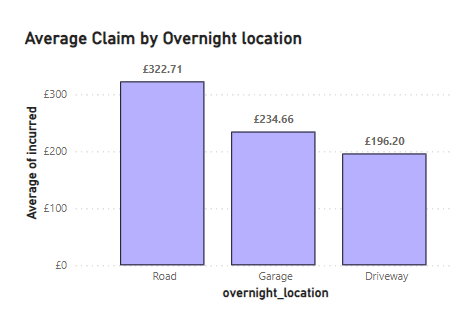 Average Claim by Overnight location
£322.71
£300
£234.66
£200
£196.20
Average of incurred
£100
£0
Road Garage Driveway
overnight_location